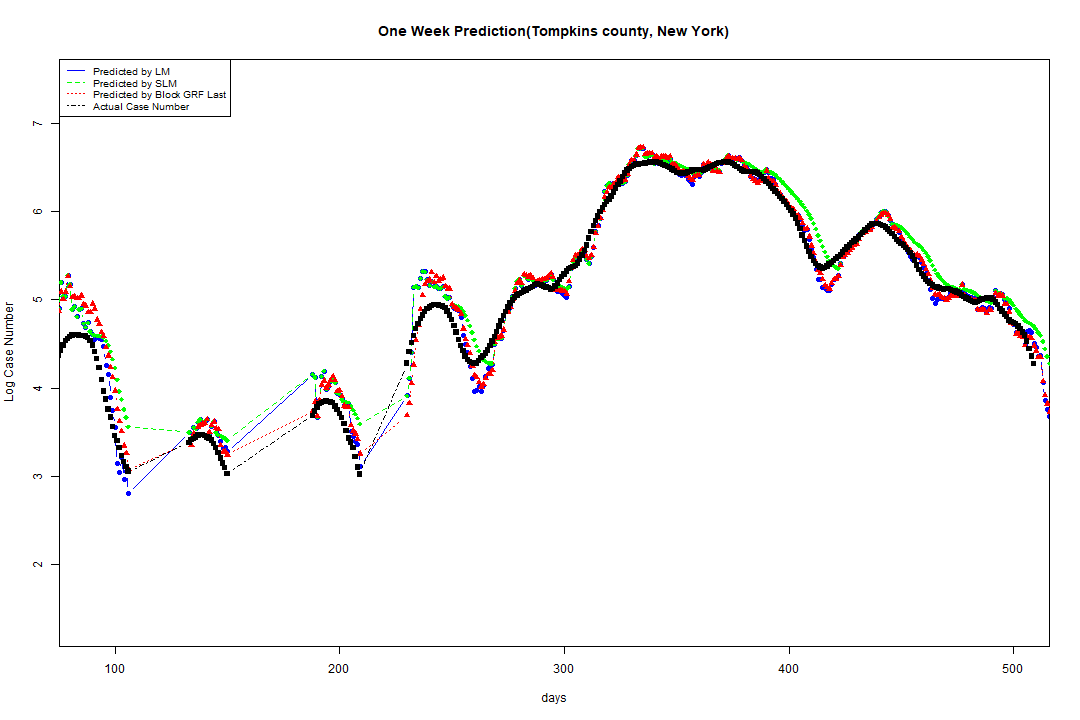 One Week Prediction(Tompkins county, New York)
Predicted by LM
Predicted by SLM
Predicted by Block GRF Last
Actual Case Number
Log Case Number
7
6
5
4
3
2
100 200 300 400 500
days